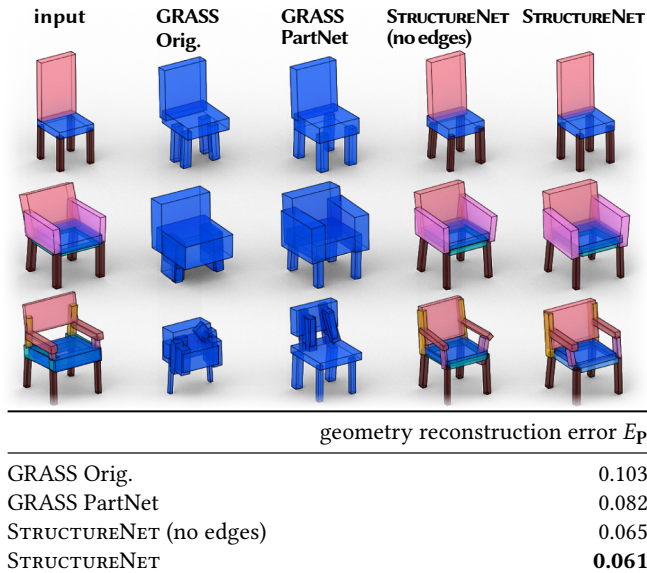 input GRASS GRASS STRUCTURENET STRUCTURENET
Orig. PartNet (no edges)
geometry reconstruction error E_P
GRASS Orig. 0.103
GRASS PartNet 0.082
STRUCTURENET (no edges) 0.065
STRUCTURENET 0.061